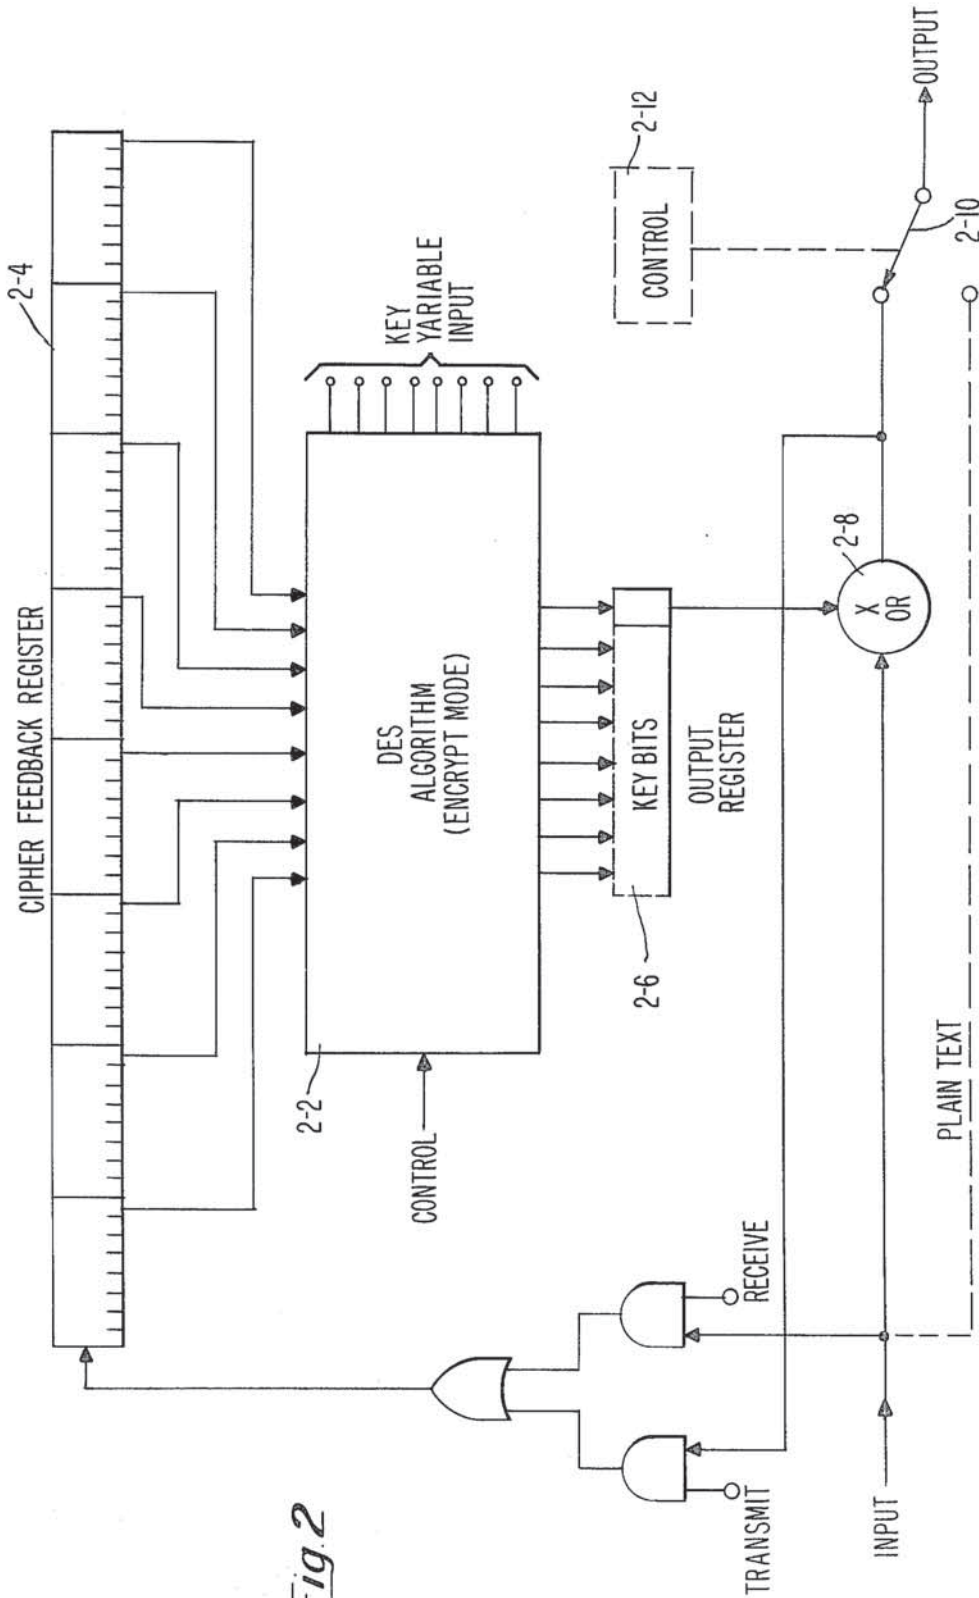 CIPHER FEEDBACK REGISTER
2-4
KEY
YARIABLE
INPUT
DES
ALGORITHM
(ENCRYPT MODE)
2-2
CONTROL
KEY BITS
2-6
OUTPUT
REGISTER
CONTROL
2-12
X
OR
2-8
2-10
OUTPUT
TRANSMIT
RECEIVE
INPUT
PLAIN TEXT
Fig. 2